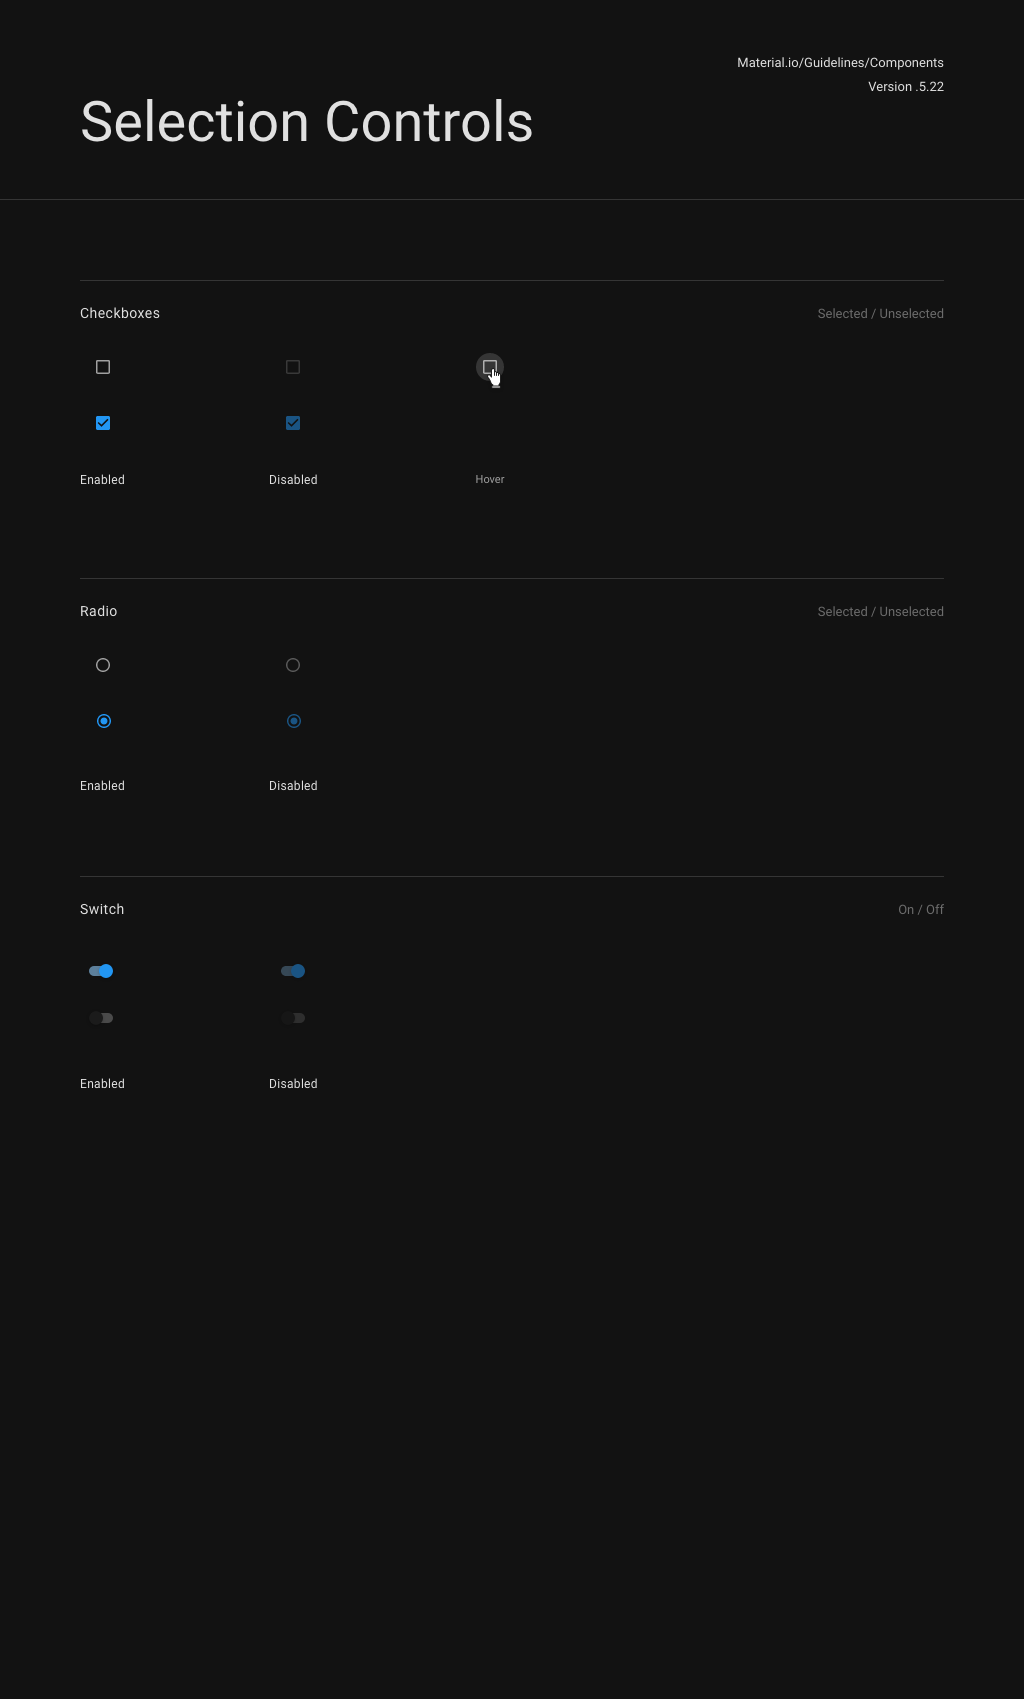 Material.io/Guidelines/Components
Version .5.22
Selection Controls
Checkboxes
Selected / Unselected
Enabled
Disabled
Hover
Radio
Selected / Unselected
Enabled
Disabled
Switch
On / Off
Enabled
Disabled